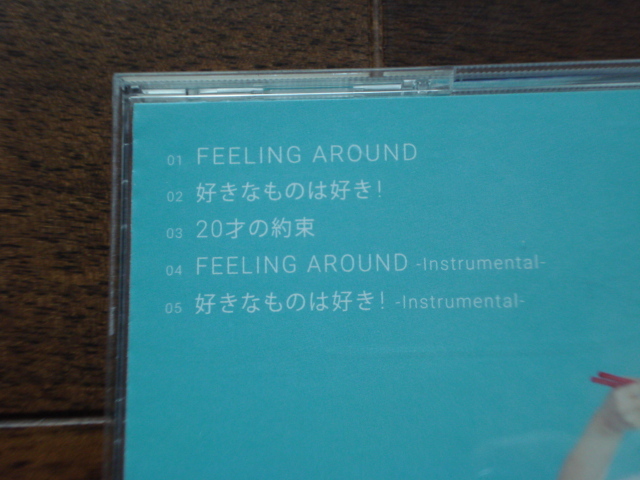 01 FEELING AROUND
02 好きなものは好き!
03 20才の約束
04 FEELING AROUND -Instrumental-
05 好きなものは好き! -Instrumental-